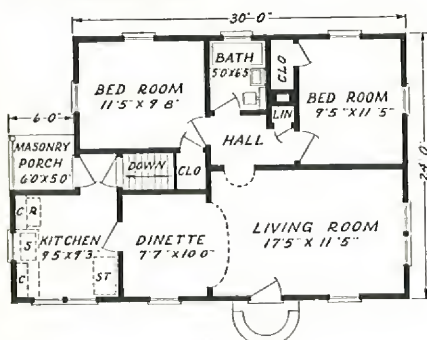 30'-0"
BATH
5'0"X6'5"
CLO
BED ROOM
11'5" X 9'8"
BED ROOM
9'5" X 11'5"
LIN
6'-0"
HALL
24'-0"
MASONRY
PORCH
6'0"X5'0"
DOWN
CLO
C R
S
C
KITCHEN
9'5"X9'3"
ST
DINETTE
7'7"X10'0"
LIVING ROOM
17'5" X 11'5"